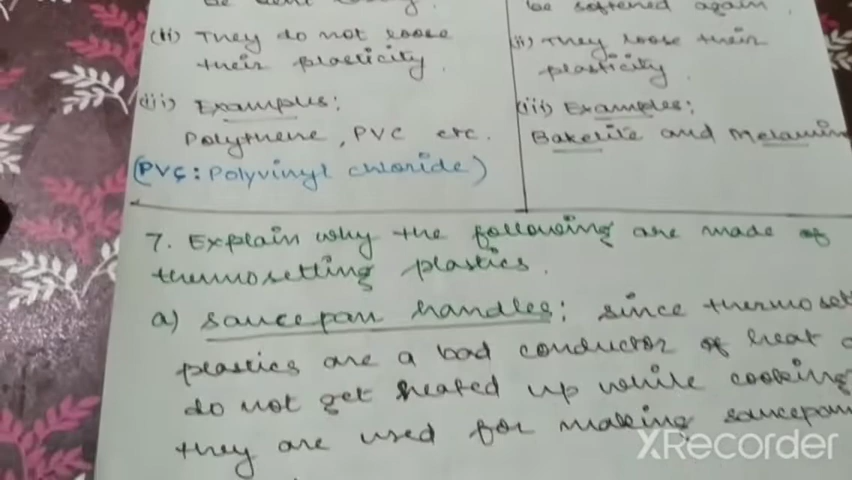 be softened again.
(ii) They do not loose
their plasticity.
ii) They loose their
plasticity.
(iii) Examples:
Polythene, PVC etc.
(PVC: Polyvinyl chloride)
(iii) Examples:
Bakelite and Melamin
7. Explain why the following are made of
thermosetting plastics.
a) saucepan handles: since thermosett
plastics are a bad conductor of heat
do not get heated up while cooking
they are used for making saucepan
XRecorder